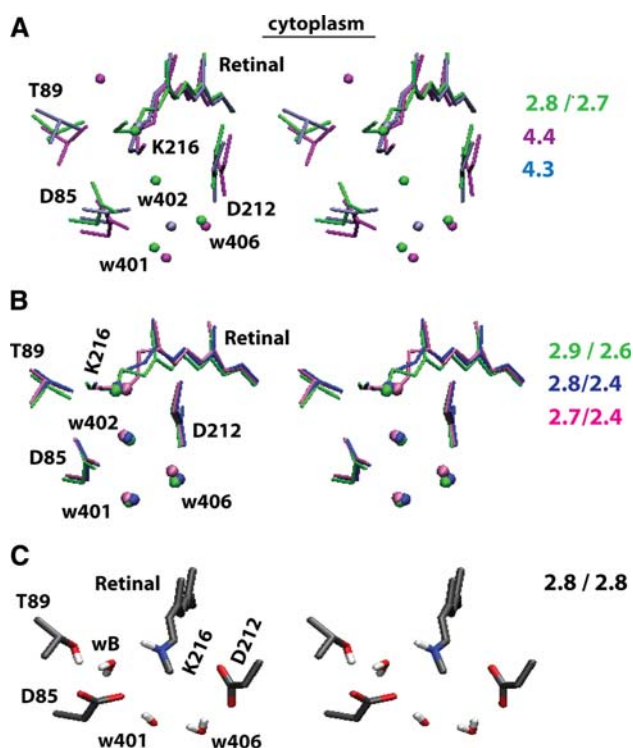 A
cytoplasm
Retinal
T89
2.8 / 2.7
K216
4.4
4.3
D85
w402
D212
w406
w401
B
K216
Retinal
T89
2.9 / 2.6
2.8/2.4
w402
D212
2.7/2.4
D85
w401
w406
C
Retinal
2.8 / 2.8
T89
wB
K216
D212
D85
w401
w406